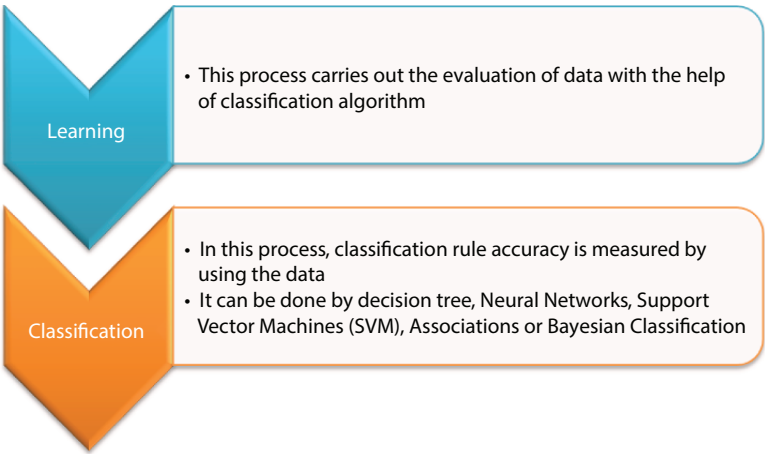 Learning
• This process carries out the evaluation of data with the help
of classification algorithm
Classification
• In this process, classification rule accuracy is measured by
using the data
• It can be done by decision tree, Neural Networks, Support
Vector Machines (SVM), Associations or Bayesian Classification